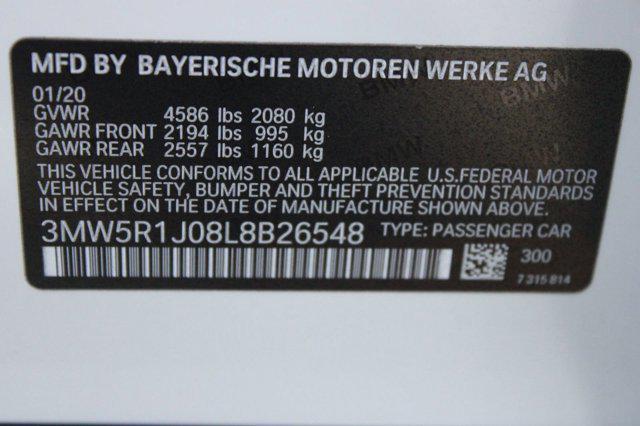 MFD BY BAYERISCHE MOTOREN WERKE AG
01/20
GVWR 4586 lbs 2080 kg
GAWR FRONT 2194 lbs 995 kg
GAWR REAR 2557 lbs 1160 kg
THIS VEHICLE CONFORMS TO ALL APPLICABLE U.S.FEDERAL MOTOR
VEHICLE SAFETY, BUMPER AND THEFT PREVENTION STANDARDS
IN EFFECT ON THE DATE OF MANUFACTURE SHOWN ABOVE.
3MW5R1J08L8B26548 TYPE: PASSENGER CAR
300
7 315 814
BMW
BMW
BMW